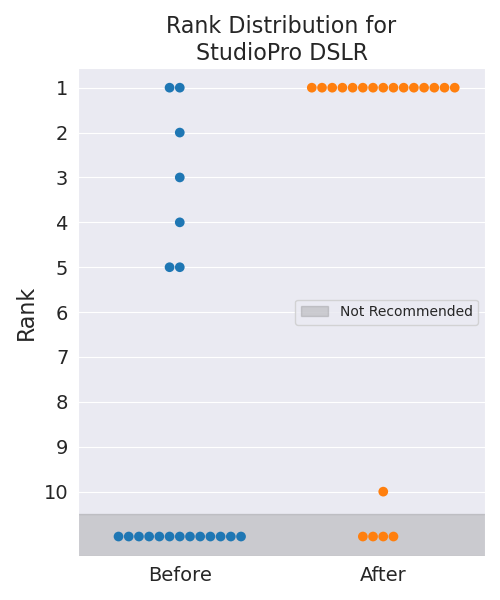 Rank Distribution for
StudioPro DSLR
Rank
1
2
3
4
5
6
7
8
9
10
Not Recommended
Before
After